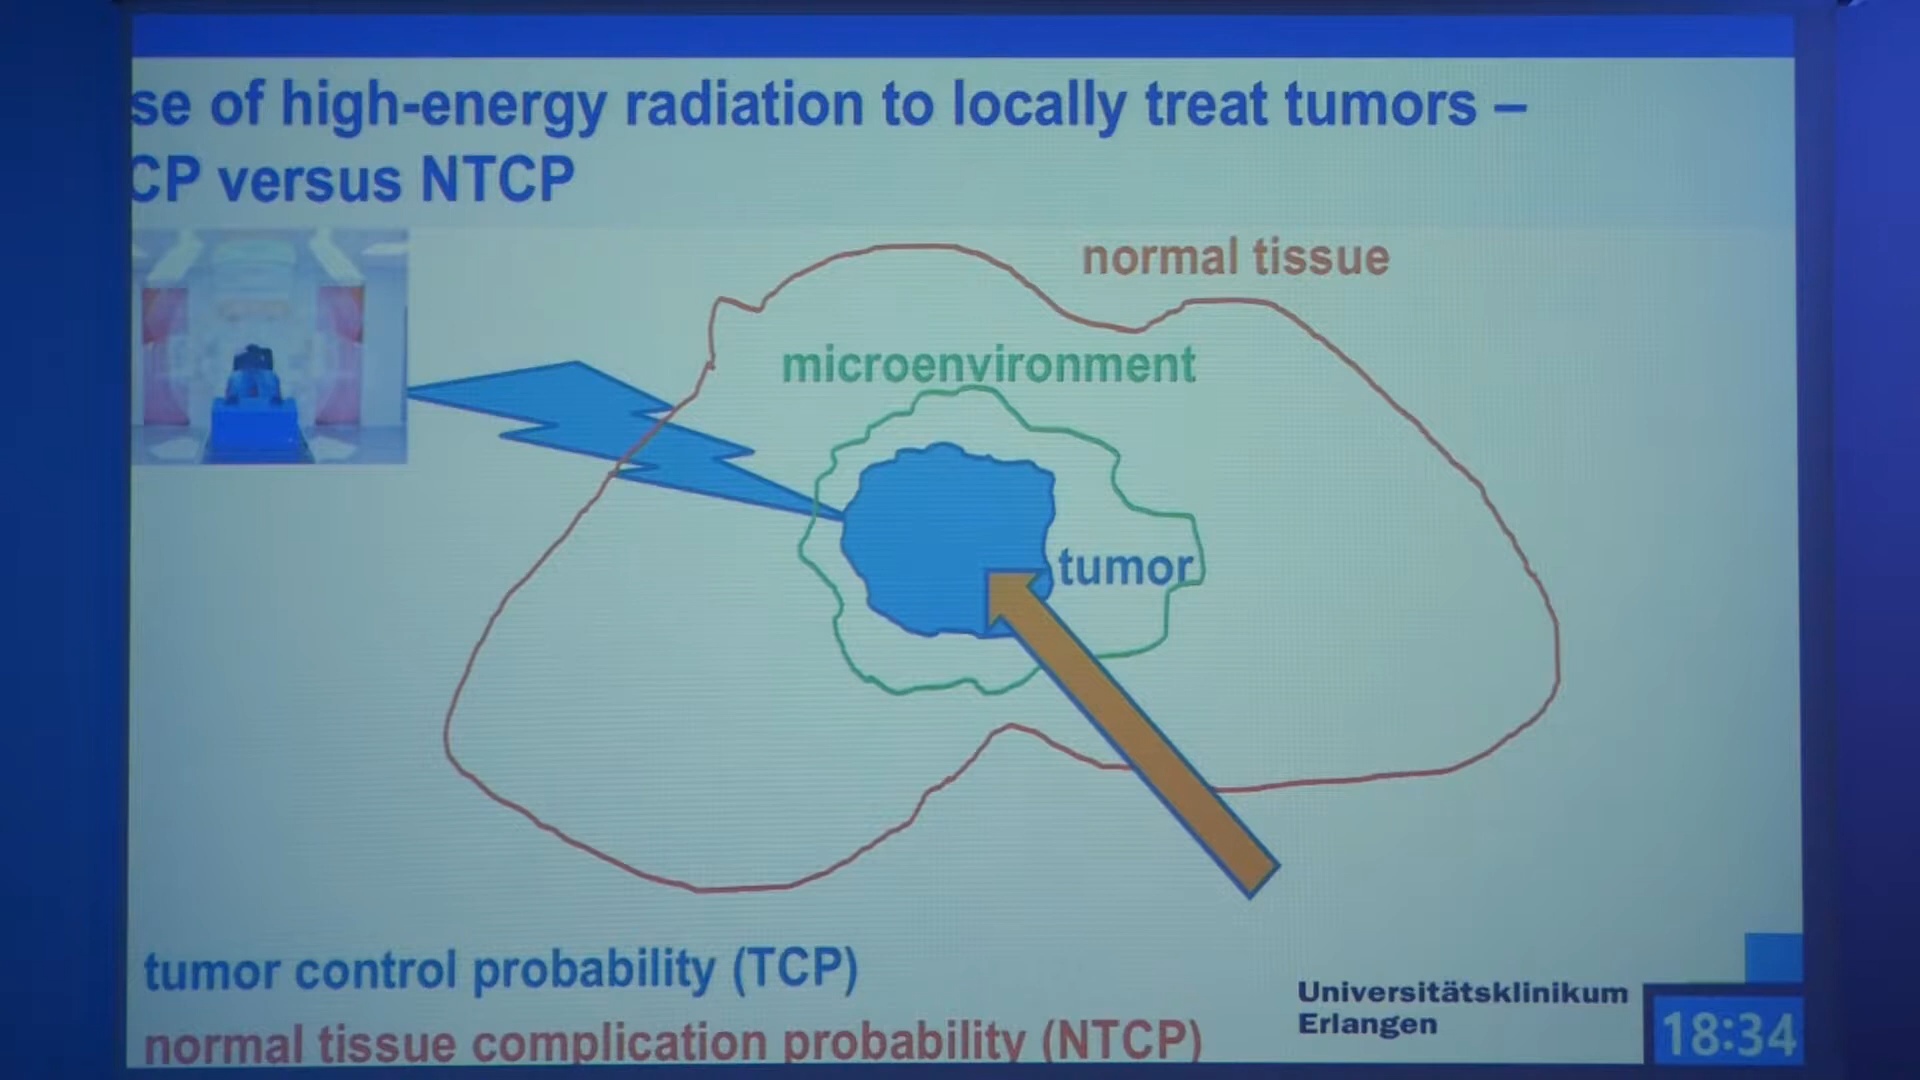 se of high-energy radiation to locally treat tumors –
CP versus NTCP
normal tissue
microenvironment
tumor
tumor control probability (TCP)
normal tissue complication probability (NTCP)
Universitätsklinikum
Erlangen
18:34